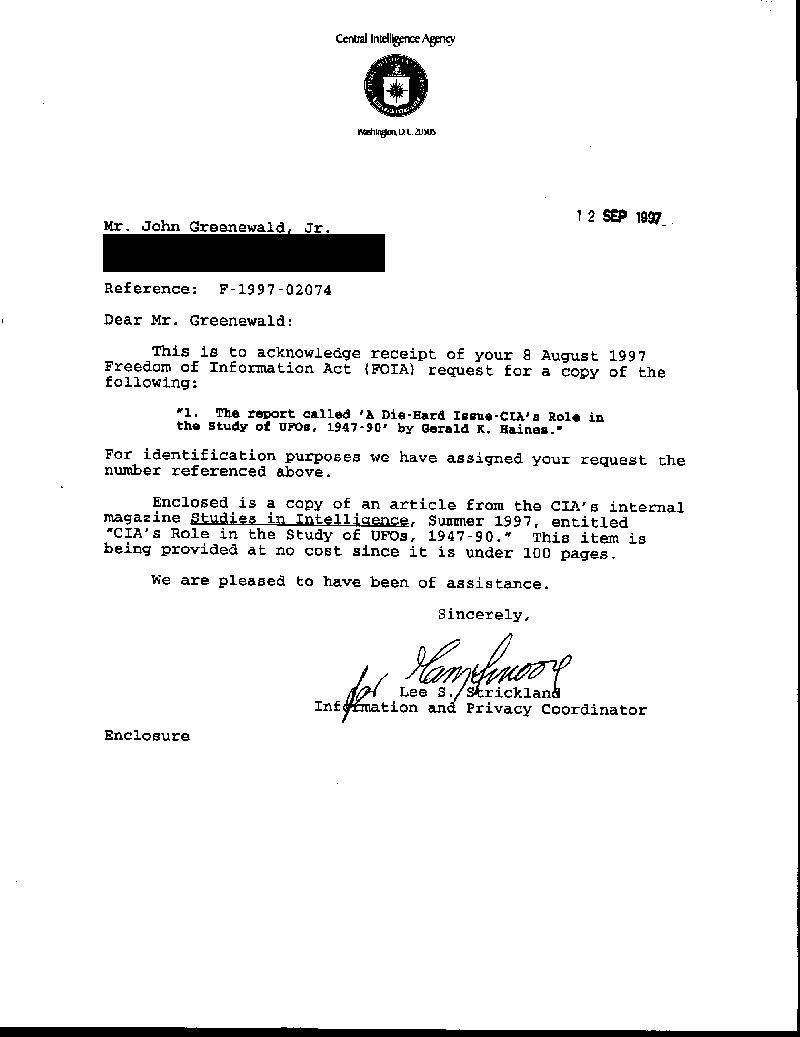 Central Intelligence Agency
Washington, D.C. 20505
12 SEP 1997
Mr. John Greenewald, Jr.
Reference: F-1997-02074
Dear Mr. Greenewald:
This is to acknowledge receipt of your 8 August 1997
Freedom of Information Act (FOIA) request for a copy of the
following:
"1. The report called 'A Die-Hard Issue-CIA's Role in
the Study of UFOs, 1947-90' by Gerald K. Haines."
For identification purposes we have assigned your request the
number referenced above.
Enclosed is a copy of an article from the CIA's internal
magazine Studies in Intelligence, Summer 1997, entitled
"CIA's Role in the Study of UFOs, 1947-90." This item is
being provided at no cost since it is under 100 pages.
We are pleased to have been of assistance.
Sincerely,
for
Lee S. Strickland
Information and Privacy Coordinator
Enclosure